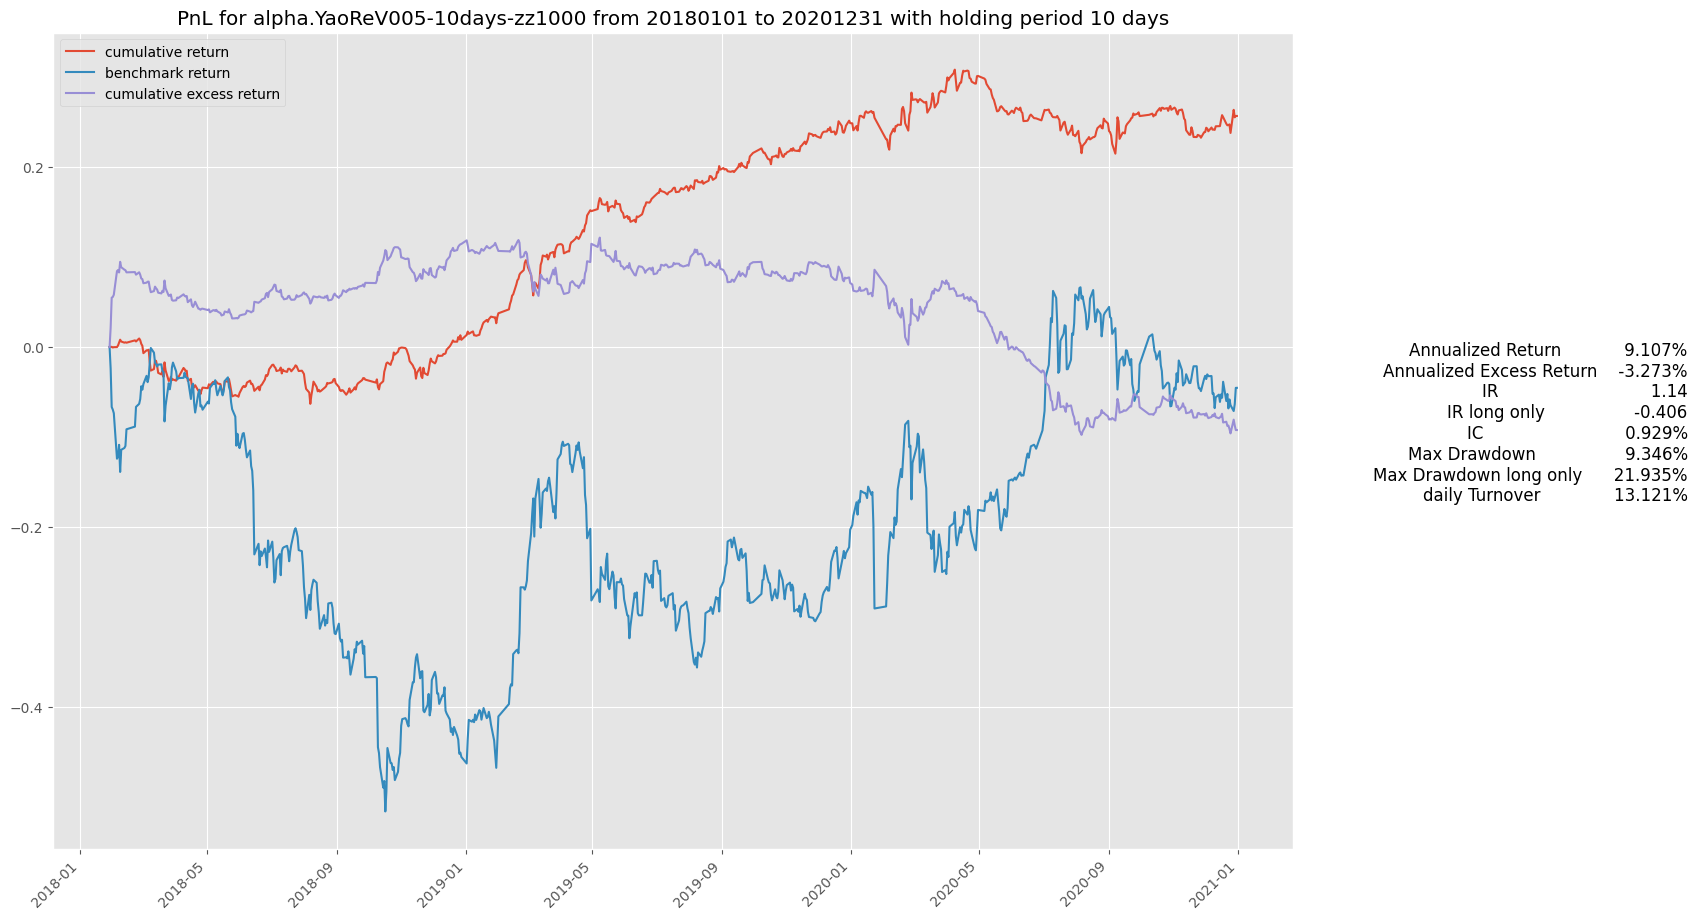 PnL for alpha.YaoReV005-10days-zz1000 from 20180101 to 20201231 with holding period 10 days
cumulative return
benchmark return
cumulative excess return
0.2
0.0
−0.2
−0.4
2018-01
2018-05
2018-09
2019-01
2019-05
2019-09
2020-01
2020-05
2020-09
2021-01
Annualized Return 9.107%
Annualized Excess Return -3.273%
IR 1.14
IR long only -0.406
IC 0.929%
Max Drawdown 9.346%
Max Drawdown long only 21.935%
daily Turnover 13.121%